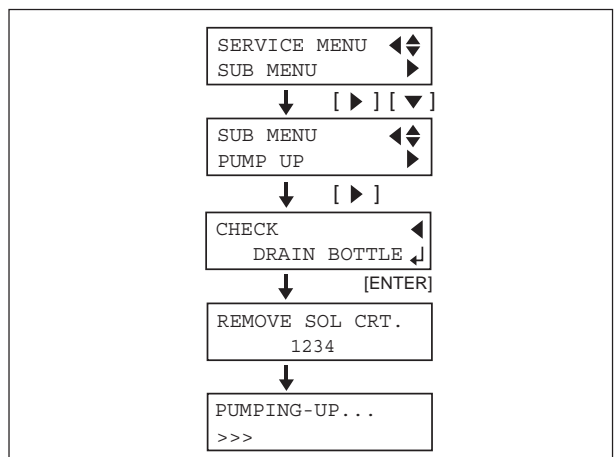 SERVICE MENU ◀◆
SUB MENU ▶
[ ▶ ] [ ▼ ]
SUB MENU ◀◆
PUMP UP ▶
[ ▶ ]
CHECK ◀
DRAIN BOTTLE ↵
[ENTER]
REMOVE SOL CRT.
1234
PUMPING-UP...
>>>